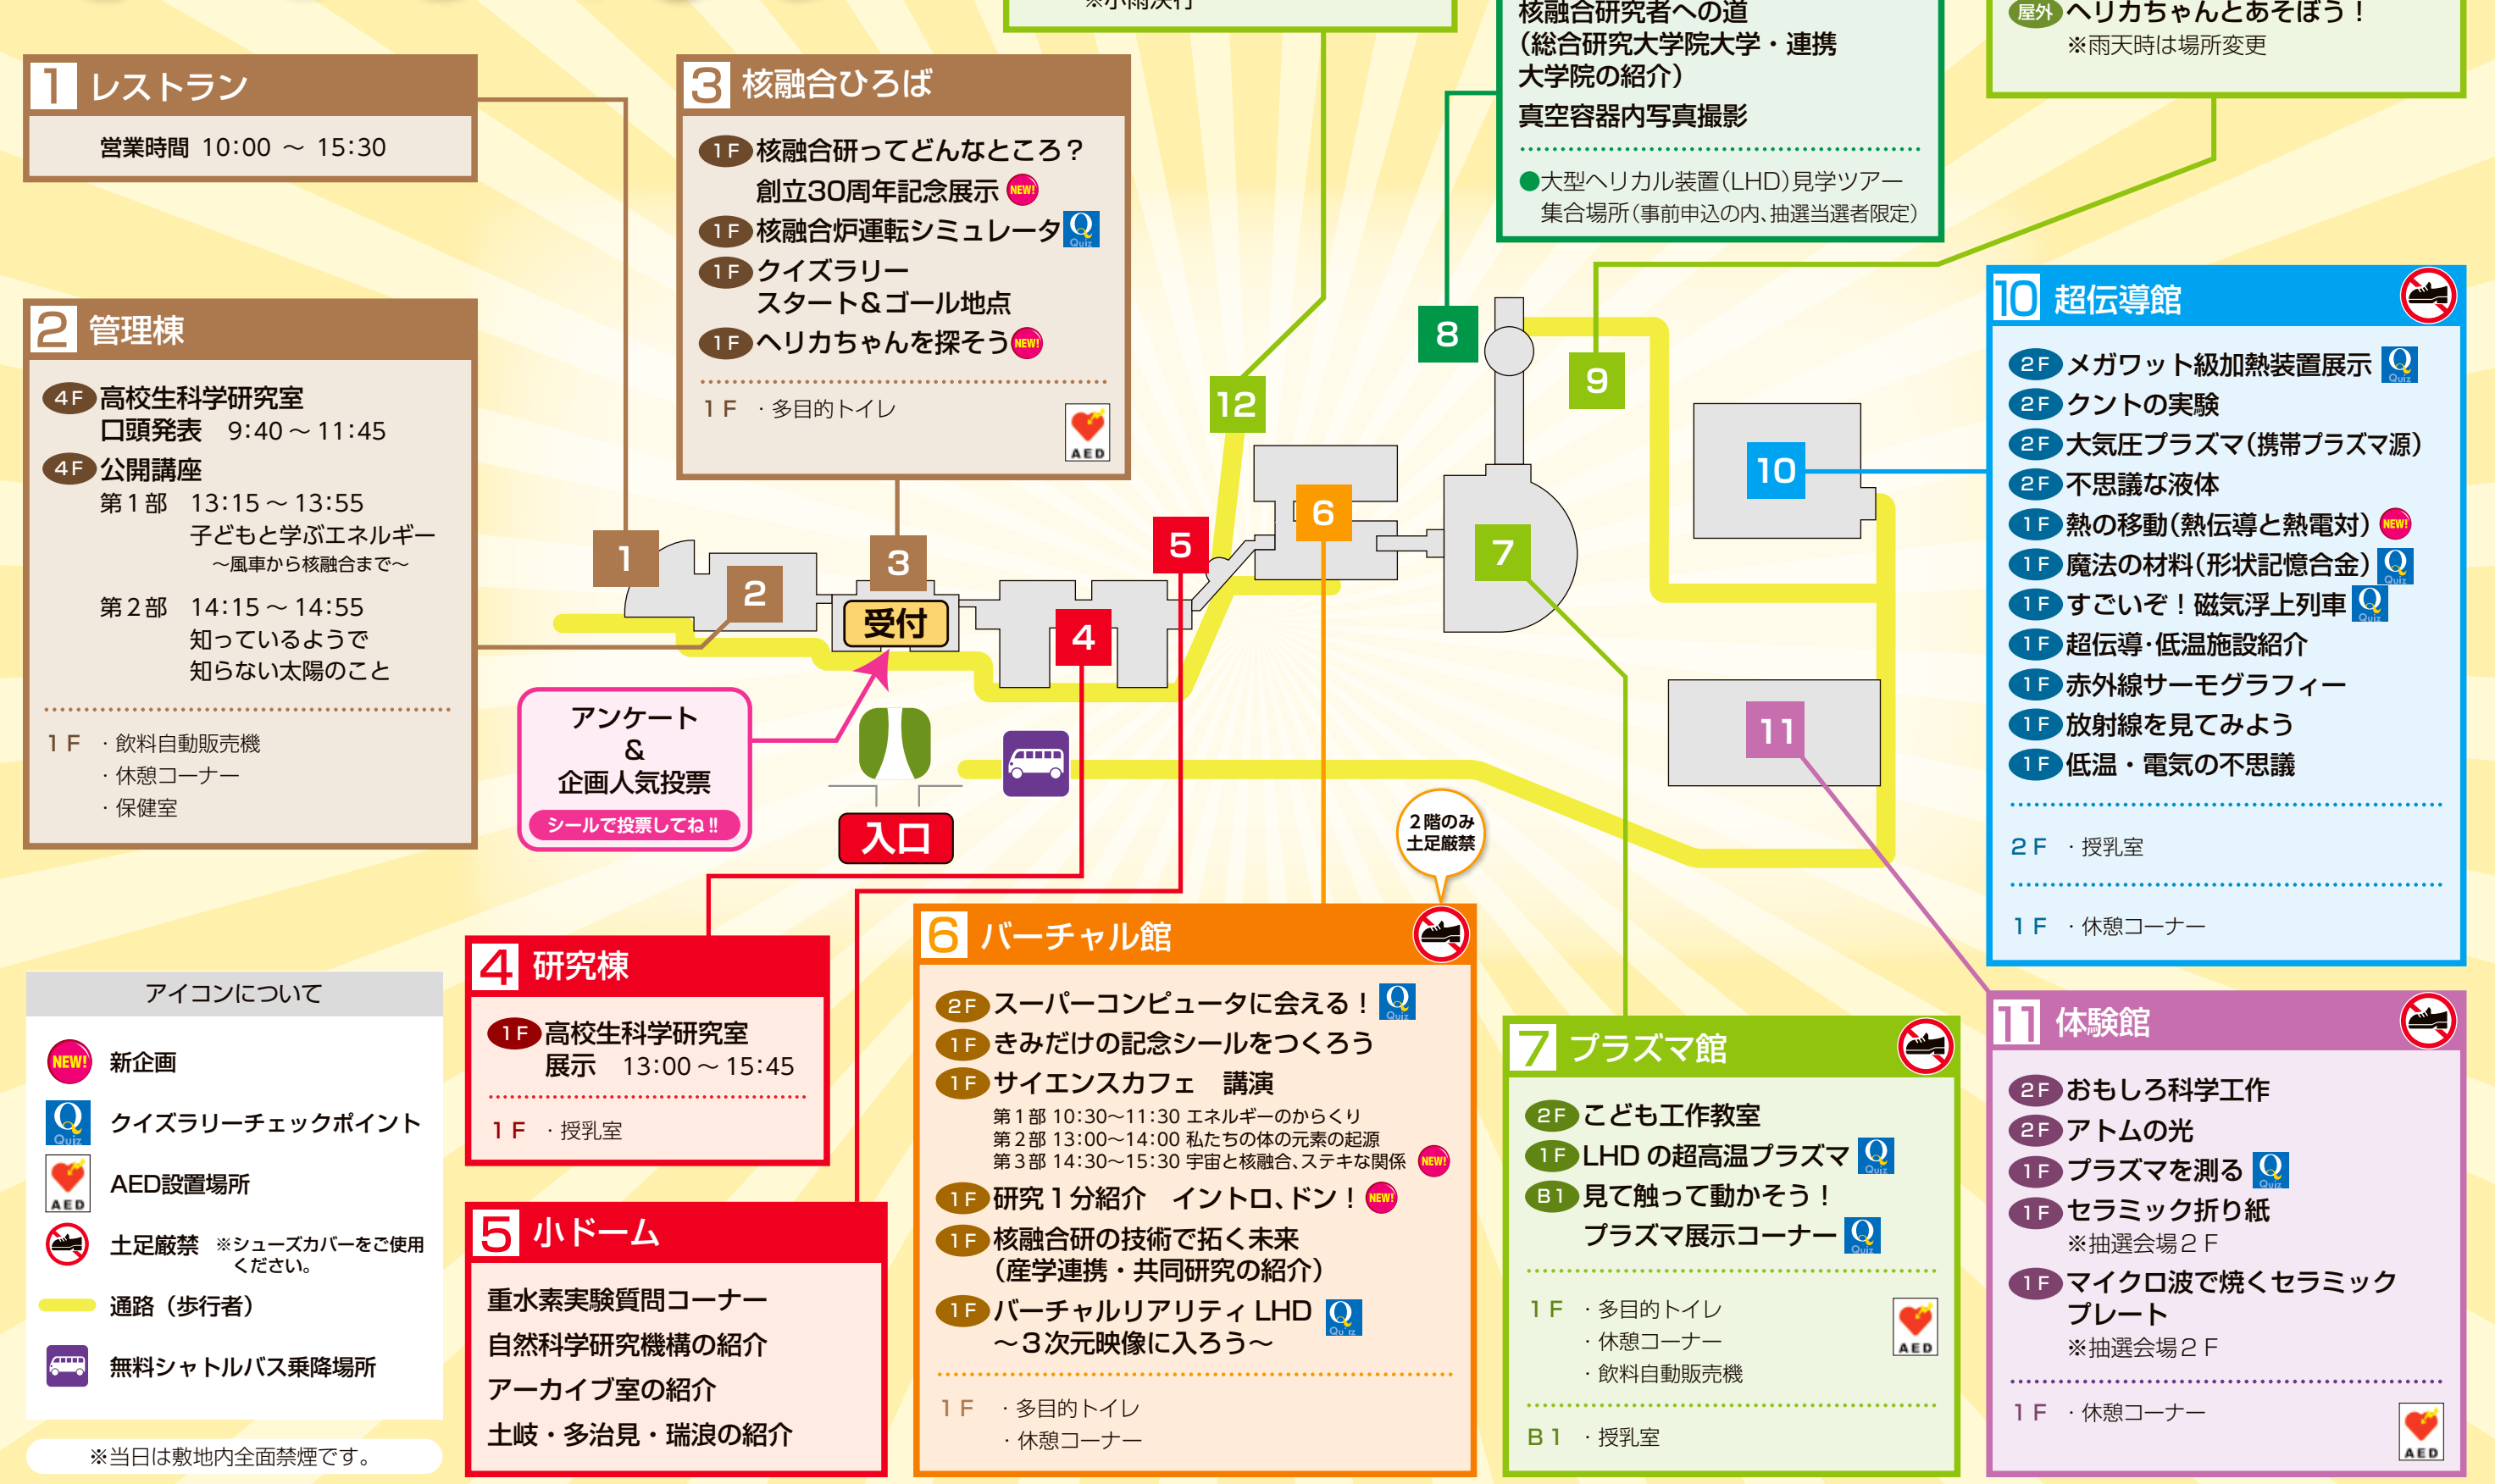 ※小雨決行
核融合研究者への道
(総合研究大学院大学・連携
大学院の紹介)
真空容器内写真撮影
●大型ヘリカル装置(LHD)見学ツアー
集合場所(事前申込の内、抽選当選者限定)
屋外 ヘリカちゃんとあそぼう！
※雨天時は場所変更
1 レストラン
営業時間 10:00 ～ 15:30
2 管理棟
4F 高校生科学研究室
口頭発表 9:40～11:45
4F 公開講座
第1部 13:15～13:55
子どもと学ぶエネルギー
～風車から核融合まで～
第2部 14:15～14:55
知っているようで
知らない太陽のこと
1F ・飲料自動販売機
・休憩コーナー
・保健室
3 核融合ひろば
1F 核融合研ってどんなところ？
創立30周年記念展示 NEW!
1F 核融合炉運転シミュレータ Q Quiz
1F クイズラリー
スタート＆ゴール地点
1F ヘリカちゃんを探そう NEW!
1F ・多目的トイレ
AED
8
9
12
10
6
5
7
1
3
2
受付
4
11
アンケート
&
企画人気投票
シールで投票してね!!
入口
2階のみ
土足厳禁
10 超伝導館
2F メガワット級加熱装置展示 Q Quiz
2F クントの実験
2F 大気圧プラズマ(携帯プラズマ源)
2F 不思議な液体
1F 熱の移動(熱伝導と熱電対) NEW!
1F 魔法の材料(形状記憶合金) Q Quiz
1F すごいぞ！磁気浮上列車 Q Quiz
1F 超伝導・低温施設紹介
1F 赤外線サーモグラフィー
1F 放射線を見てみよう
1F 低温・電気の不思議
2F ・授乳室
1F ・休憩コーナー
アイコンについて
NEW! 新企画
Q Quiz クイズラリーチェックポイント
AED AED設置場所
土足厳禁 ※シューズカバーをご使用
ください。
通路（歩行者）
無料シャトルバス乗降場所
※当日は敷地内全面禁煙です。
4 研究棟
1F 高校生科学研究室
展示 13:00～15:45
1F ・授乳室
5 小ドーム
重水素実験質問コーナー
自然科学研究機構の紹介
アーカイブ室の紹介
土岐・多治見・瑞浪の紹介
6 バーチャル館
2F スーパーコンピュータに会える！ Q Quiz
1F きみだけの記念シールをつくろう
1F サイエンスカフェ 講演
第1部 10:30～11:30 エネルギーのからくり
第2部 13:00～14:00 私たちの体の元素の起源
第3部 14:30～15:30 宇宙と核融合、ステキな関係 NEW!
1F 研究1分紹介 イントロ、ドン！ NEW!
1F 核融合研の技術で拓く未来
(産学連携・共同研究の紹介)
1F バーチャルリアリティ LHD Q Quiz
～3次元映像に入ろう～
1F ・多目的トイレ
・休憩コーナー
7 プラズマ館
2F こども工作教室
1F LHD の超高温プラズマ Q Quiz
B1 見て触って動かそう！
プラズマ展示コーナー Q Quiz
1F ・多目的トイレ
・休憩コーナー
・飲料自動販売機
AED
B1 ・授乳室
11 体験館
2F おもしろ科学工作
2F アトムの光
1F プラズマを測る Q Quiz
1F セラミック折り紙
※抽選会場2F
1F マイクロ波で焼くセラミック
プレート
※抽選会場2F
1F ・休憩コーナー
AED